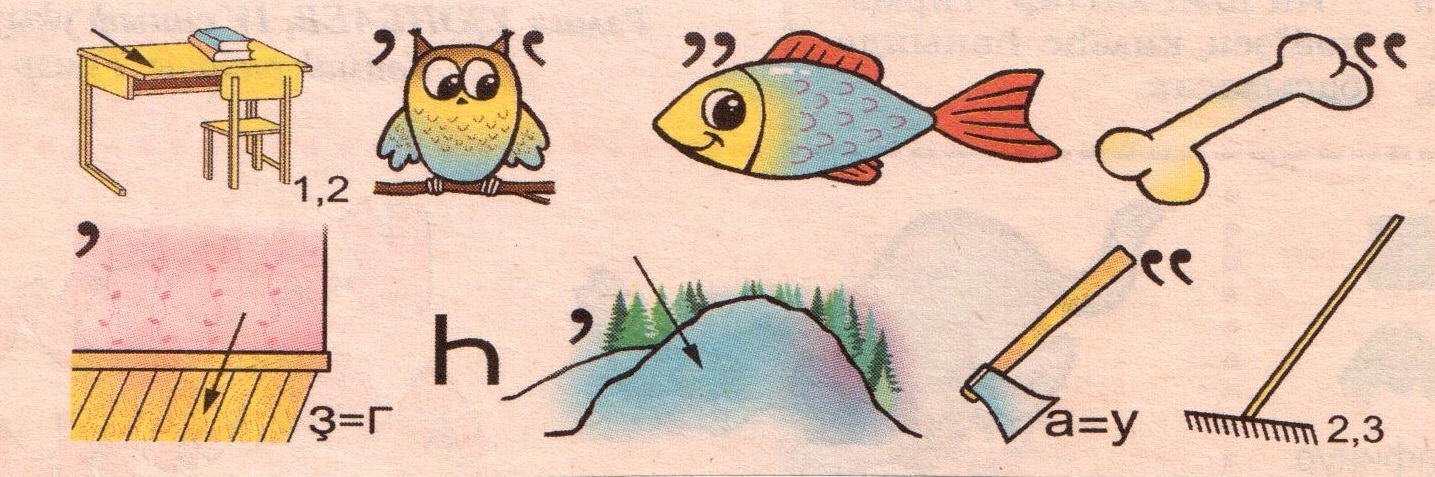 1,2 ’ ‘ ’’ ‘‘
’ ҙ=г һ ’ ‘‘ а=у 2,3